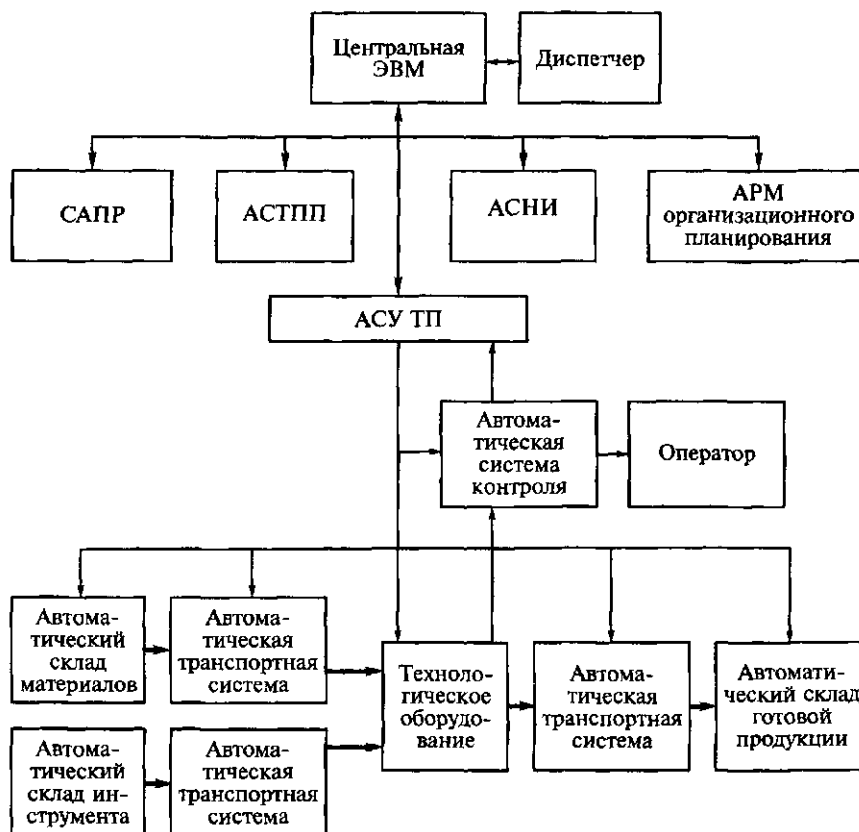 Центральная
ЭВМ
Диспетчер
САПР
АСТПП
АСНИ
АРМ
организационного
планирования
АСУ ТП
Автома-
тическая
система
контроля
Оператор
Автома-
тический
склад
материалов
Автома-
тическая
транспортная
система
Техноло-
гическое
оборудо-
вание
Автома-
тическая
транспортная
система
Автомати-
ческий склад
готовой
продукции
Автома-
тический
склад ин-
струмента
Автома-
тическая
транспортная
система